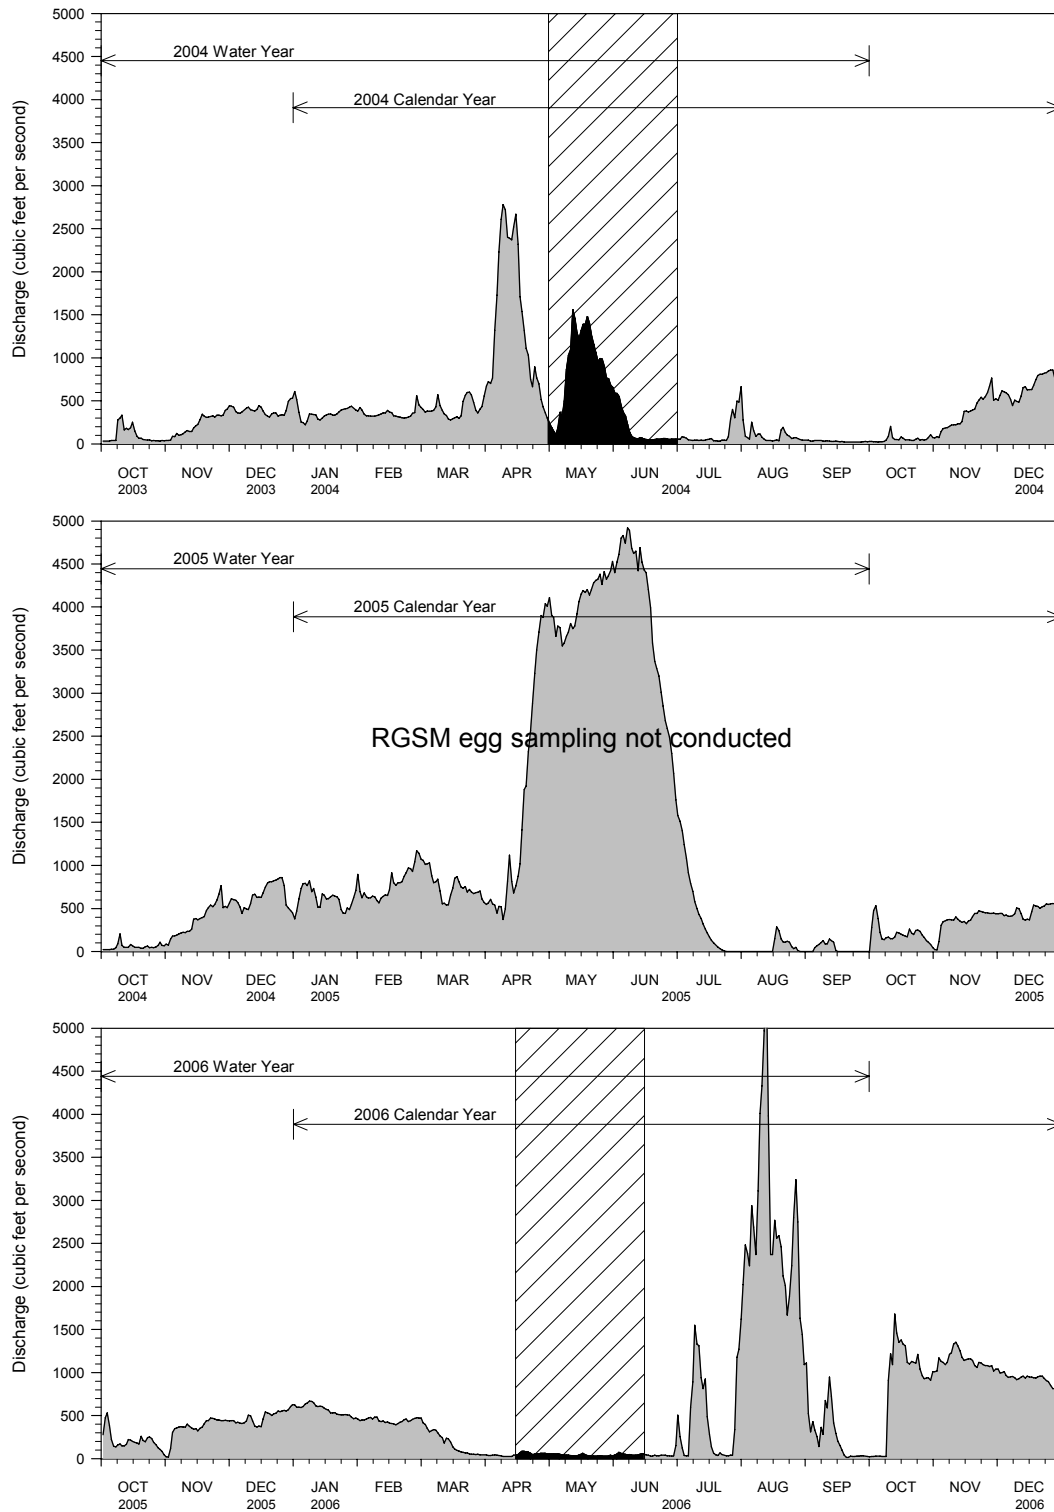 5000
2004 Water Year
4500
2004 Calendar Year
4000
3500
3000
2500
2000
1500
1000
500
0
Discharge (cubic feet per second)
OCT NOV DEC JAN FEB MAR APR MAY JUN JUL AUG SEP OCT NOV DEC
2003 2003 2004 2004 2004
5000
2005 Water Year
4500
2005 Calendar Year
4000
3500
3000
RGSM egg sampling not conducted
2500
2000
1500
1000
500
0
Discharge (cubic feet per second)
OCT NOV DEC JAN FEB MAR APR MAY JUN JUL AUG SEP OCT NOV DEC
2004 2004 2005 2005 2005
5000
2006 Water Year
4500
2006 Calendar Year
4000
3500
3000
2500
2000
1500
1000
500
0
Discharge (cubic feet per second)
OCT NOV DEC JAN FEB MAR APR MAY JUN JUL AUG SEP OCT NOV DEC
2005 2005 2006 2006 2006